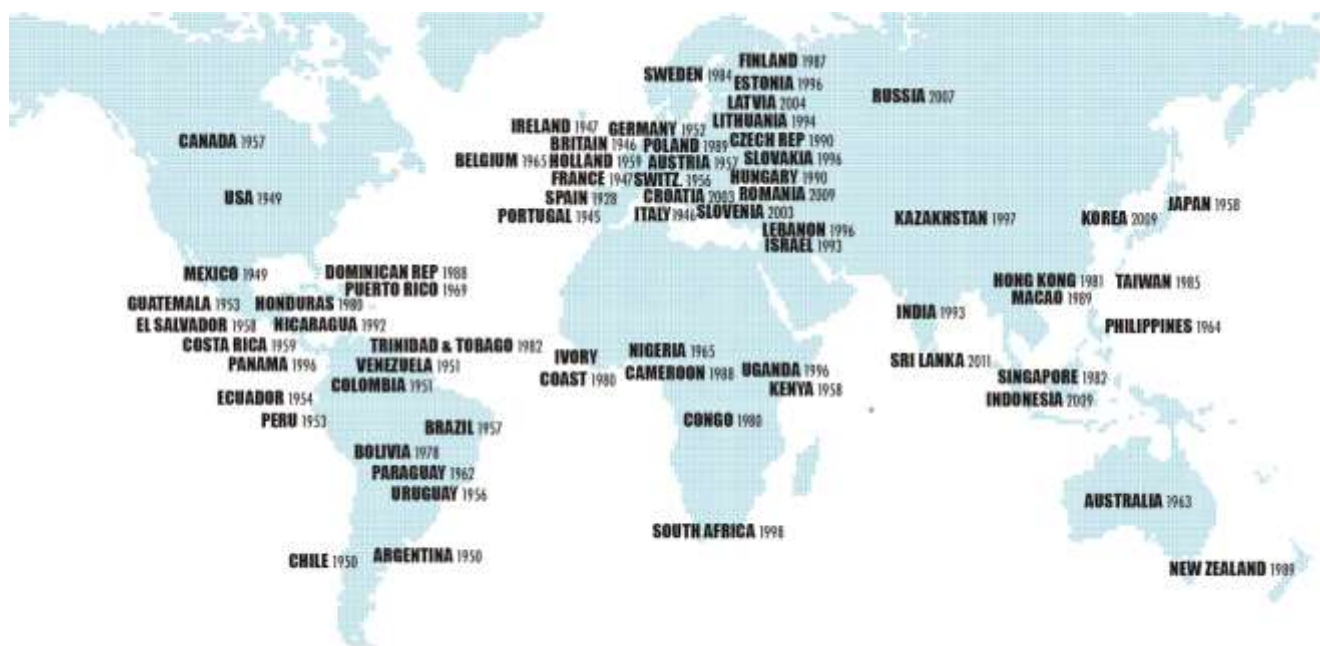 FINLAND 1987
SWEDEN 1984
ESTONIA 1996
RUSSIA 2007
LATVIA 2004
LITHUANIA 1994
IRELAND 1947
GERMANY 1952
CANADA 1957
BRITAIN 1946
POLAND 1989
CZECH REP 1990
BELGIUM 1965
HOLLAND 1959
AUSTRIA 1957
SLOVAKIA 1996
FRANCE 1947
SWITZ. 1956
HUNGARY 1990
USA 1949
SPAIN 1928
CROATIA 2003
ROMANIA 2009
JAPAN 1958
PORTUGAL 1945
ITALY 1946
SLOVENIA 2003
KAZAKHSTAN 1997
KOREA 2009
LEBANON 1996
ISRAEL 1993
MEXICO 1949
DOMINICAN REP 1988
HONG KONG 1981
TAIWAN 1985
PUERTO RICO 1969
MACAO 1989
GUATEMALA 1953
HONDURAS 1980
INDIA 1993
EL SALVADOR 1958
NICARAGUA 1992
PHILIPPINES 1964
COSTA RICA 1959
TRINIDAD & TOBAGO 1982
IVORY
COAST 1980
NIGERIA 1965
SRI LANKA 2011
PANAMA 1996
VENEZUELA 1951
CAMEROON 1988
UGANDA 1996
SINGAPORE 1982
COLOMBIA 1951
KENYA 1958
ECUADOR 1954
INDONESIA 2009
PERU 1953
BRAZIL 1957
CONGO 1980
BOLIVIA 1978
PARAGUAY 1962
URUGUAY 1956
AUSTRALIA 1963
SOUTH AFRICA 1998
CHILE 1950
ARGENTINA 1950
NEW ZEALAND 1989